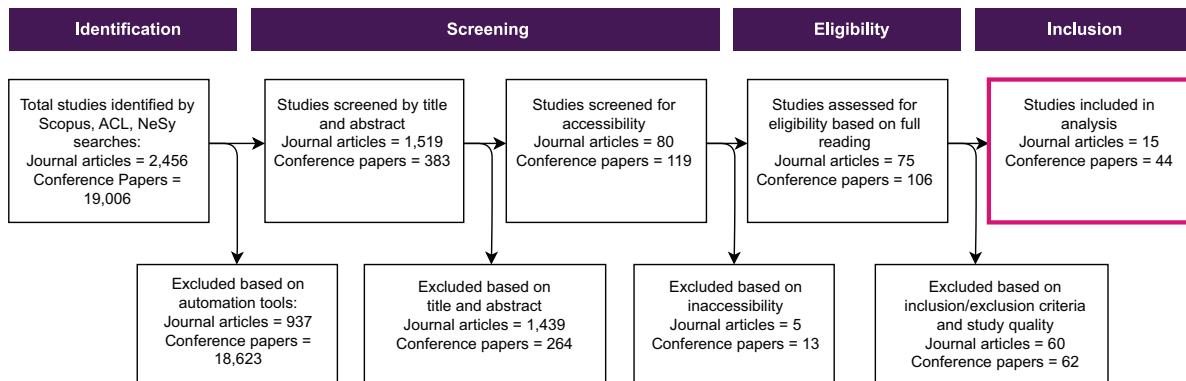 Identification
Screening
Eligibility
Inclusion
Total studies identified by
Scopus, ACL, NeSy
searches:
Journal articles = 2,456
Conference Papers =
19,006
Studies screened by title
and abstract
Journal articles = 1,519
Conference papers = 383
Studies screened for
accessibility
Journal articles = 80
Conference papers = 119
Studies assessed for
eligibility based on full
reading
Journal articles = 75
Conference papers = 106
Studies included in
analysis
Journal articles = 15
Conference papers = 44
Excluded based on
automation tools:
Journal articles = 937
Conference papers =
18,623
Excluded based on
title and abstract
Journal articles = 1,439
Conference papers = 264
Excluded based on
inaccessibility
Journal articles = 5
Conference papers = 13
Excluded based on
inclusion/exclusion criteria
and study quality
Journal articles = 60
Conference papers = 62